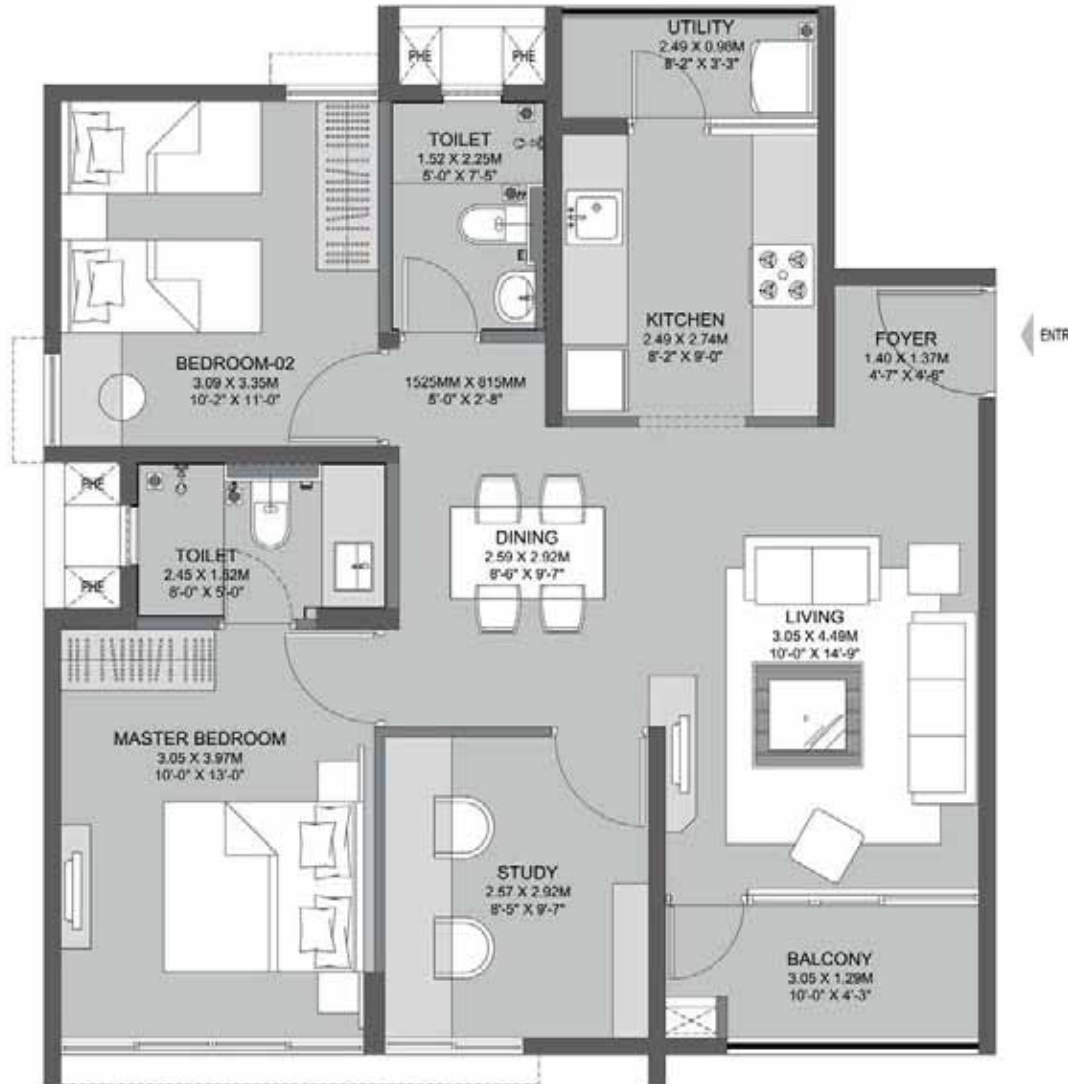 UTILITY
2.49 X 0.98M
8'-2" X 3'-3"
PHE
PHE
TOILET
1.52 X 2.25M
5'-0" X 7'-5"
KITCHEN
2.49 X 2.74M
8'-2" X 9'-0"
FOYER
1.40 X 1.37M
4'-7" X 4'-6"
ENTR
BEDROOM-02
3.09 X 3.35M
10'-2" X 11'-0"
1525MM X 815MM
5'-0" X 2'-8"
PHE
PHE
TOILET
2.45 X 1.52M
8'-0" X 5'-0"
DINING
2.59 X 2.92M
8'-6" X 9'-7"
LIVING
3.05 X 4.49M
10'-0" X 14'-9"
MASTER BEDROOM
3.05 X 3.97M
10'-0" X 13'-0"
STUDY
2.57 X 2.92M
8'-5" X 9'-7"
BALCONY
3.05 X 1.29M
10'-0" X 4'-3"